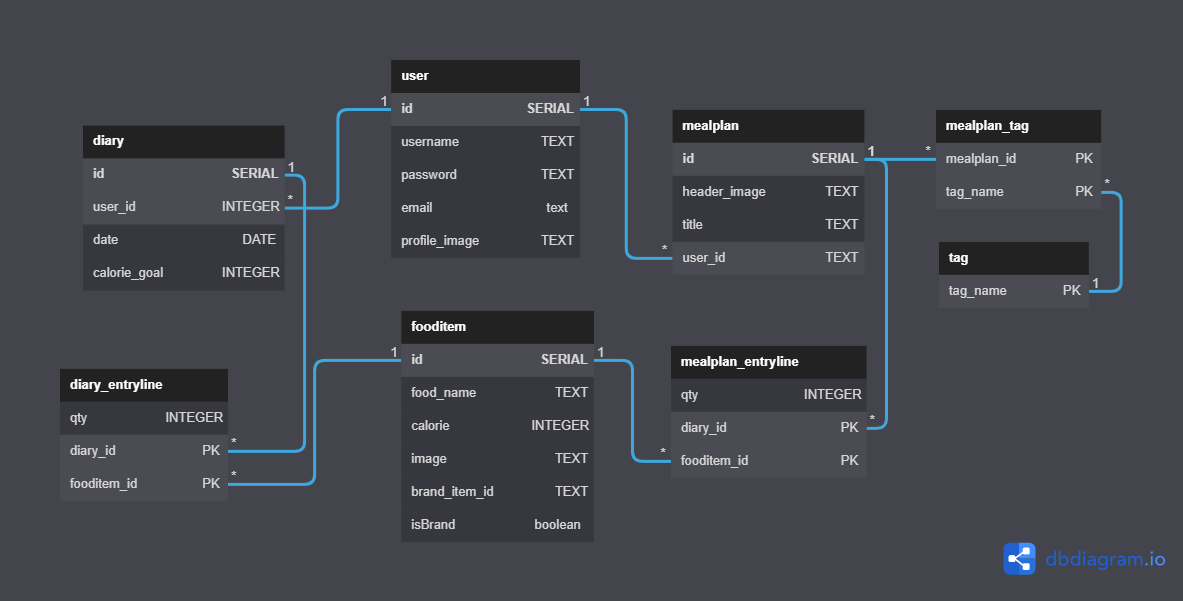 user
1 id SERIAL 1
username TEXT
password TEXT
email text
profile_image TEXT
diary
id SERIAL 1
user_id INTEGER *
date DATE
calorie_goal INTEGER
mealplan
id SERIAL 1
header_image TEXT
title TEXT
* user_id TEXT
mealplan_tag
* mealplan_id PK
tag_name PK *
tag
tag_name PK 1
fooditem
1 id SERIAL 1
food_name TEXT
calorie INTEGER
image TEXT
brand_item_id TEXT
isBrand boolean
diary_entryline
qty INTEGER
diary_id PK *
fooditem_id PK *
mealplan_entryline
qty INTEGER
diary_id PK *
* fooditem_id PK
dbdiagram.io